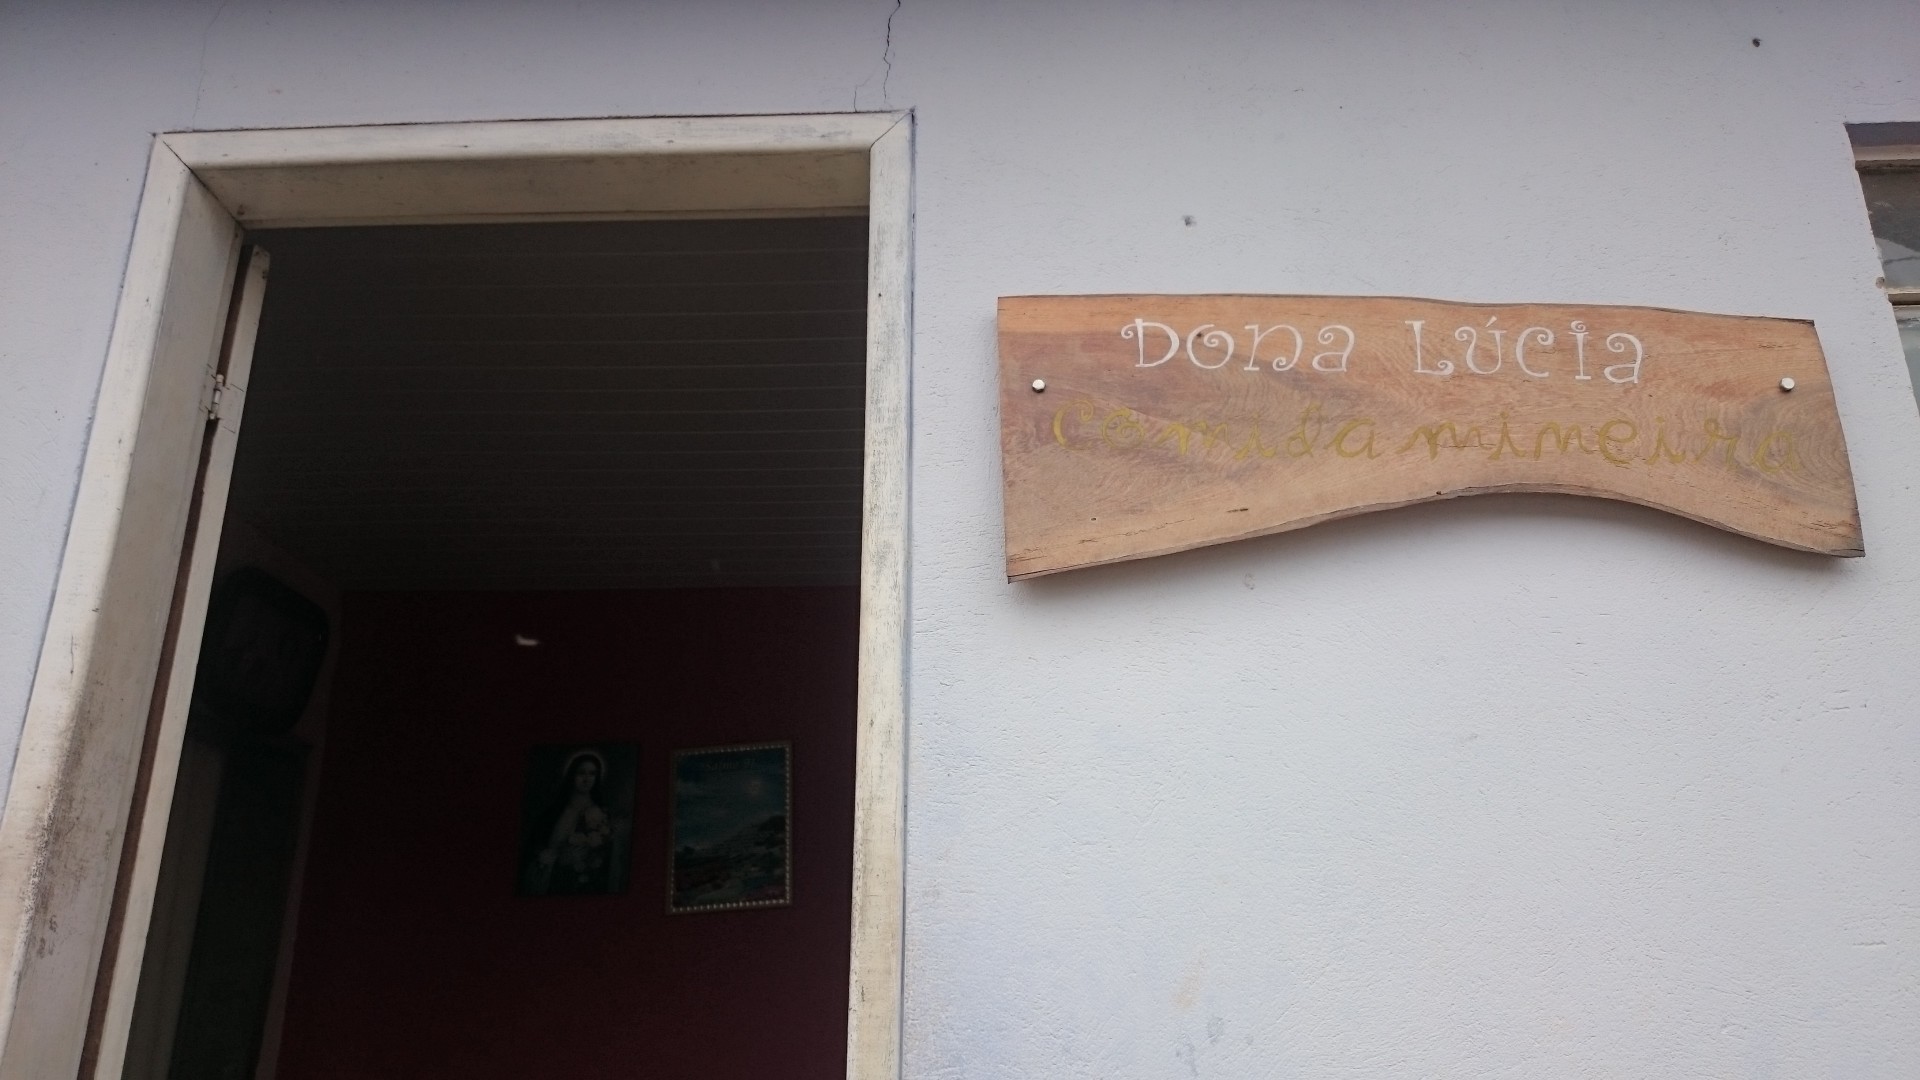 Dona Lúcia
Comida mineira